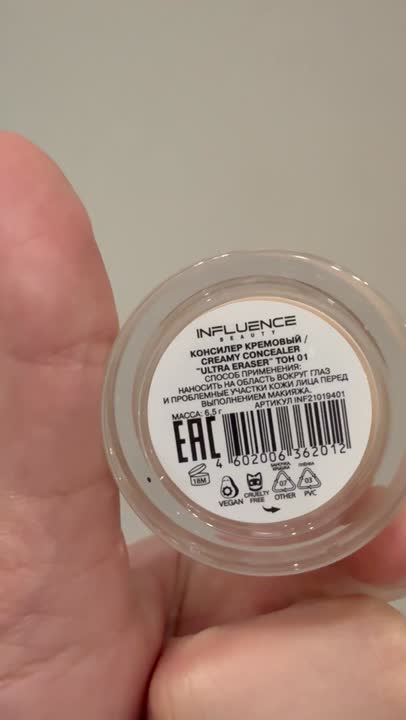 INFLUENCE
BEAUTY
КОНСИЛЕР КРЕМОВЫЙ /
CREAMY CONCEALER
"ULTRA ERASER" ТОН 01
СПОСОБ ПРИМЕНЕНИЯ:
НАНОСИТЬ НА ОБЛАСТЬ ВОКРУГ ГЛАЗ
И ПРОБЛЕМНЫЕ УЧАСТКИ КОЖИ ЛИЦА ПЕРЕД
ВЫПОЛНЕНИЕМ МАКИЯЖА.
АРТИКУЛ INF21019401
МАССА: 6,5 г
EAC
4 602006 362012
18M
VEGAN
CRUELTY
FREE
07
OTHER
ПЛЁНКА
03
PVC